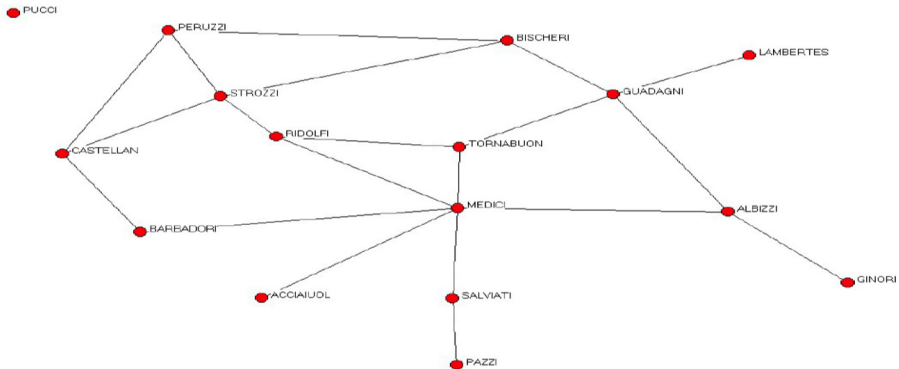 PUCCI
PERUZZI
BISCHERI
LAMBERTES
STROZZI
GUADAGNI
RIDOLFI
TORNABUON
CASTELLAN
MEDICI
ALBIZZI
BARBADORI
GINORI
ACCIAIUOL
SALVIATI
PAZZI